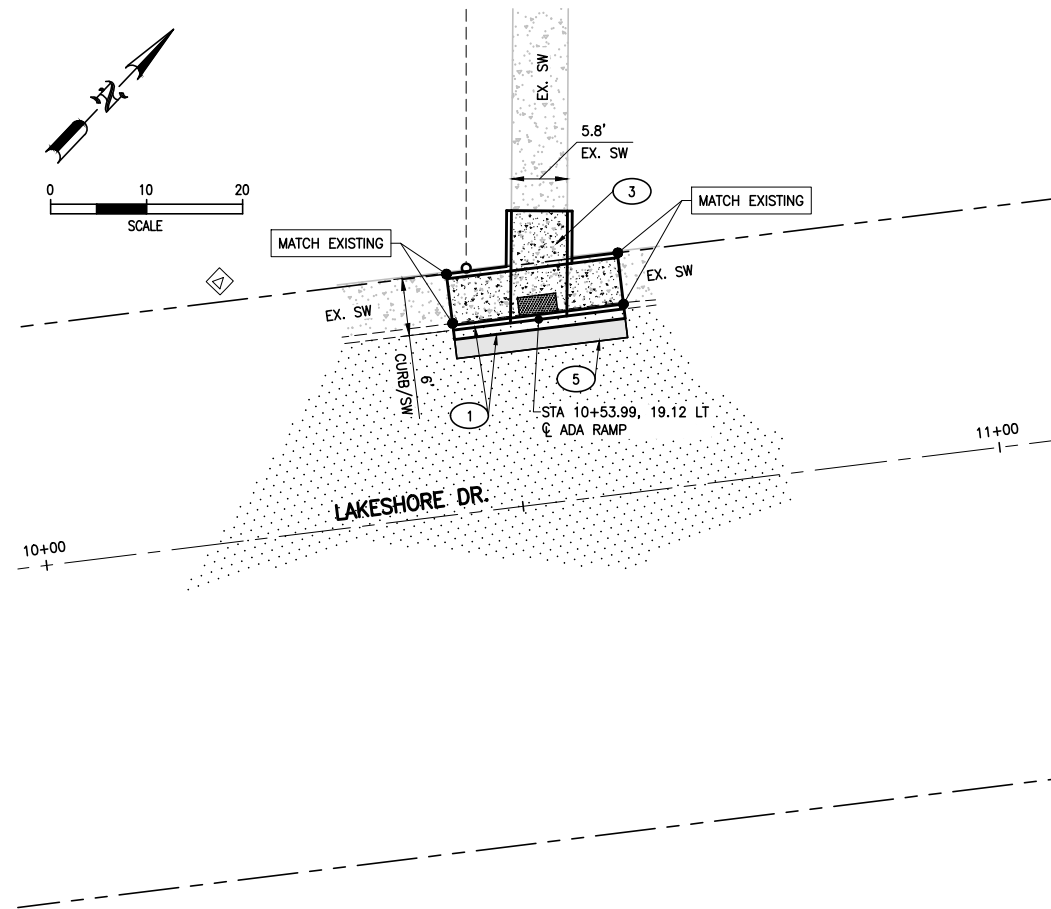 EX. SW
5.8'
EX. SW
N
0 10 20
SCALE
3
MATCH EXISTING
MATCH EXISTING
EX. SW
EX. SW
6'
CURB/SW
5
1
STA 10+53.99, 19.12 LT
℄ ADA RAMP
11+00
LAKESHORE DR.
10+00